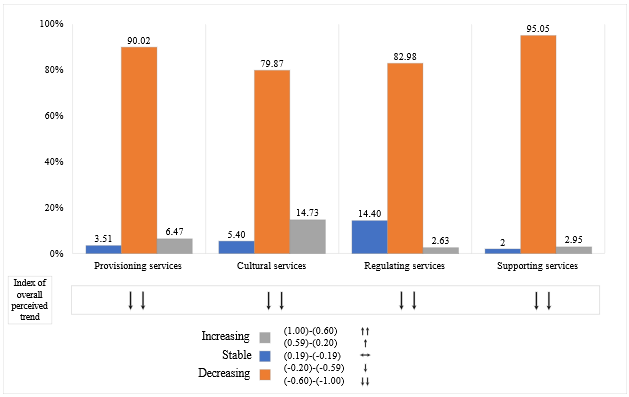 100%
80%
60%
40%
20%
0%
90.02
79.87
82.98
95.05
3.51
6.47
5.40
14.73
14.40
2.63
2
2.95
Provisioning services
Cultural services
Regulating services
Supporting services
Index of
overall
perceived
trend
↓↓ ↓↓ ↓↓ ↓↓
Increasing
Stable
Decreasing
(1.00)-(0.60) ↑↑
(0.59)-(0.20) ↑
(0.19)-(-0.19) ↔
(-0.20)-(-0.59) ↓
(-0.60)-(-1.00) ↓↓